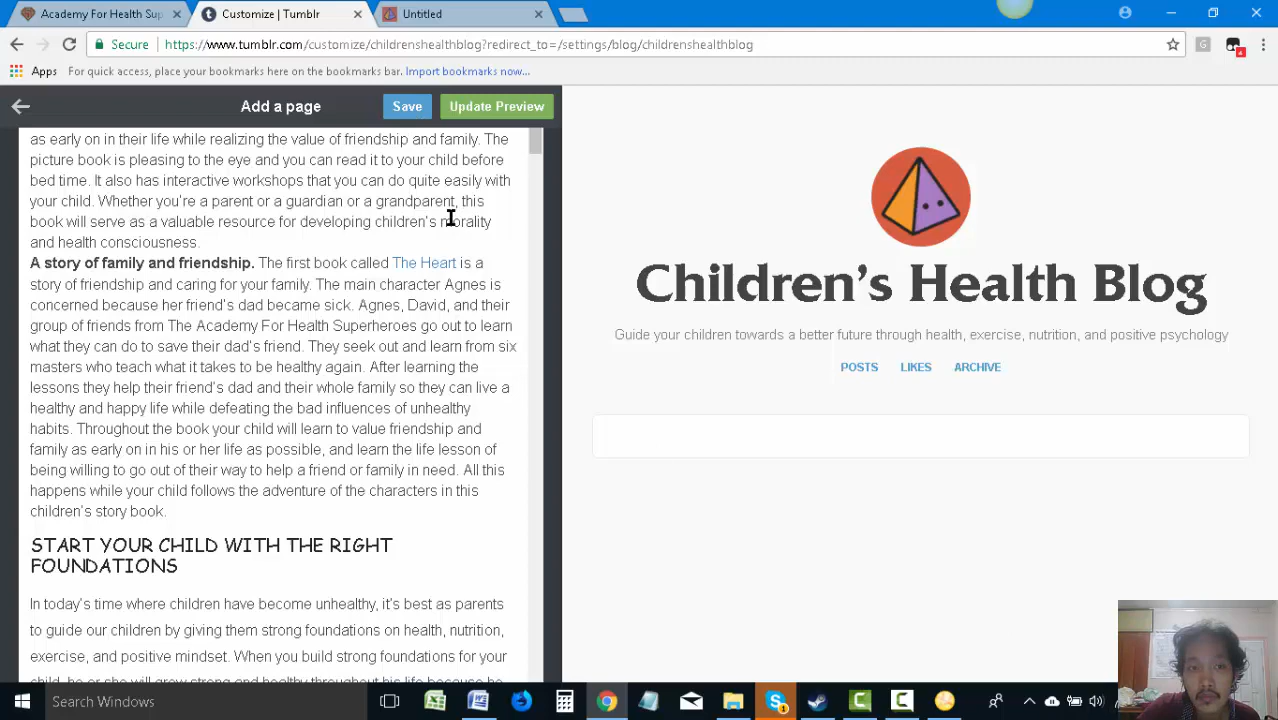 Academy For Health Sup
Customize | Tumblr
Untitled
Secure
https://www.tumblr.com/customize/childrenshealthblog?redirect_to=/settings/blog/childrenshealthblog
G
4
Apps
For quick access, place your bookmarks here on the bookmarks bar. Import bookmarks now...
Add a page
Save
Update Preview
as early on in their life while realizing the value of friendship and family. The
picture book is pleasing to the eye and you can read it to your child before
bed time. It also has interactive workshops that you can do quite easily with
your child. Whether you're a parent or a guardian or a grandparent, this
book will serve as a valuable resource for developing children's morality
and health consciousness.
A story of family and friendship. The first book called The Heart is a
story of friendship and caring for your family. The main character Agnes is
concerned because her friend's dad became sick. Agnes, David, and their
group of friends from The Academy For Health Superheroes go out to learn
what they can do to save their dad's friend. They seek out and learn from six
masters who teach what it takes to be healthy again. After learning the
lessons they help their friend's dad and their whole family so they can live a
healthy and happy life while defeating the bad influences of unhealthy
habits. Throughout the book your child will learn to value friendship and
family as early on in his or her life as possible, and learn the life lesson of
being willing to go out of their way to help a friend or family in need. All this
happens while your child follows the adventure of the characters in this
children's story book.
START YOUR CHILD WITH THE RIGHT
FOUNDATIONS
In today's time where children have become unhealthy, it's best as parents
to guide our children by giving them strong foundations on health, nutrition,
exercise, and positive mindset. When you build strong foundations for your
child, he or she will grow strong and healthy throughout his life because he
Children's Health Blog
Guide your children towards a better future through health, exercise, nutrition, and positive psychology
POSTS
LIKES
ARCHIVE
Search Windows